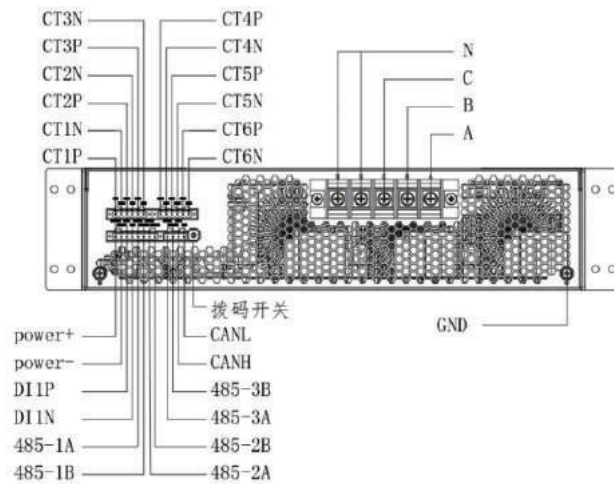 CT3N
CT3P
CT2N
CT2P
CT1N
CT1P
CT4P
CT4N
CT5P
CT5N
CT6P
CT6N
N
C
B
A
拨码开关
GND
power+
power-
DI1P
DI1N
485-1A
485-1B
CANL
CANH
485-3B
485-3A
485-2B
485-2A